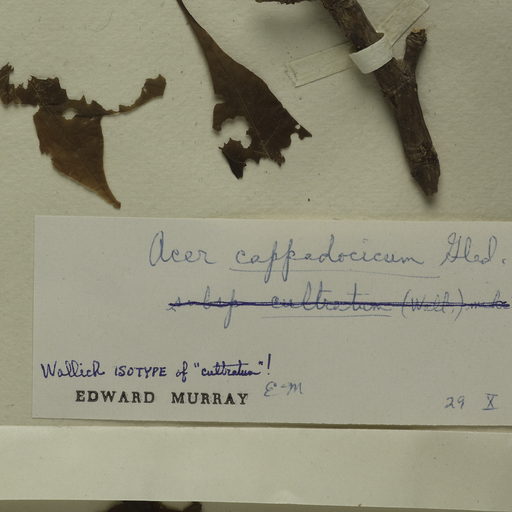 Acer cappadocicum Gled.
subsp cultratum (Wall.)
Wallich ISOTYPE of "cultratum"!
EDWARD MURRAY E-M
29 X